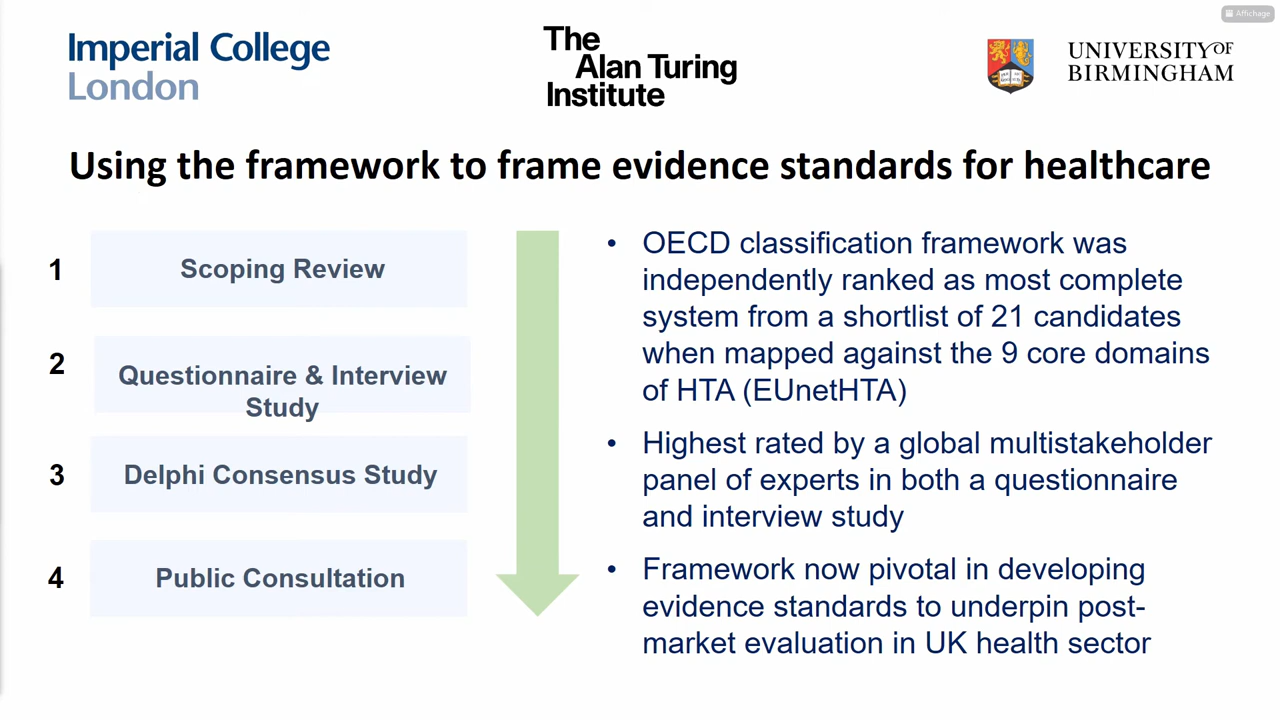 Affichage
Imperial College
London
The
Alan Turing
Institute
UNIVERSITY OF
BIRMINGHAM
Using the framework to frame evidence standards for healthcare
1
Scoping Review
2
Questionnaire & Interview
Study
3
Delphi Consensus Study
4
Public Consultation
• OECD classification framework was
independently ranked as most complete
system from a shortlist of 21 candidates
when mapped against the 9 core domains
of HTA (EUnetHTA)
• Highest rated by a global multistakeholder
panel of experts in both a questionnaire
and interview study
• Framework now pivotal in developing
evidence standards to underpin post-
market evaluation in UK health sector